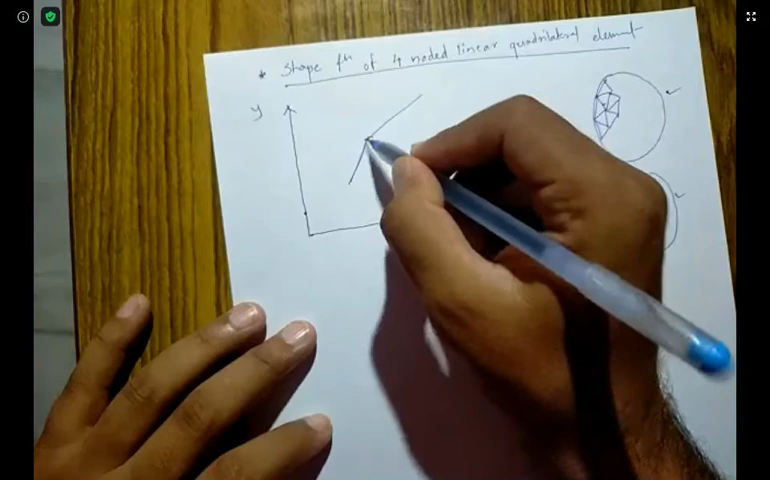 * Shape fⁿ of 4 noded linear quadrilateral element
y